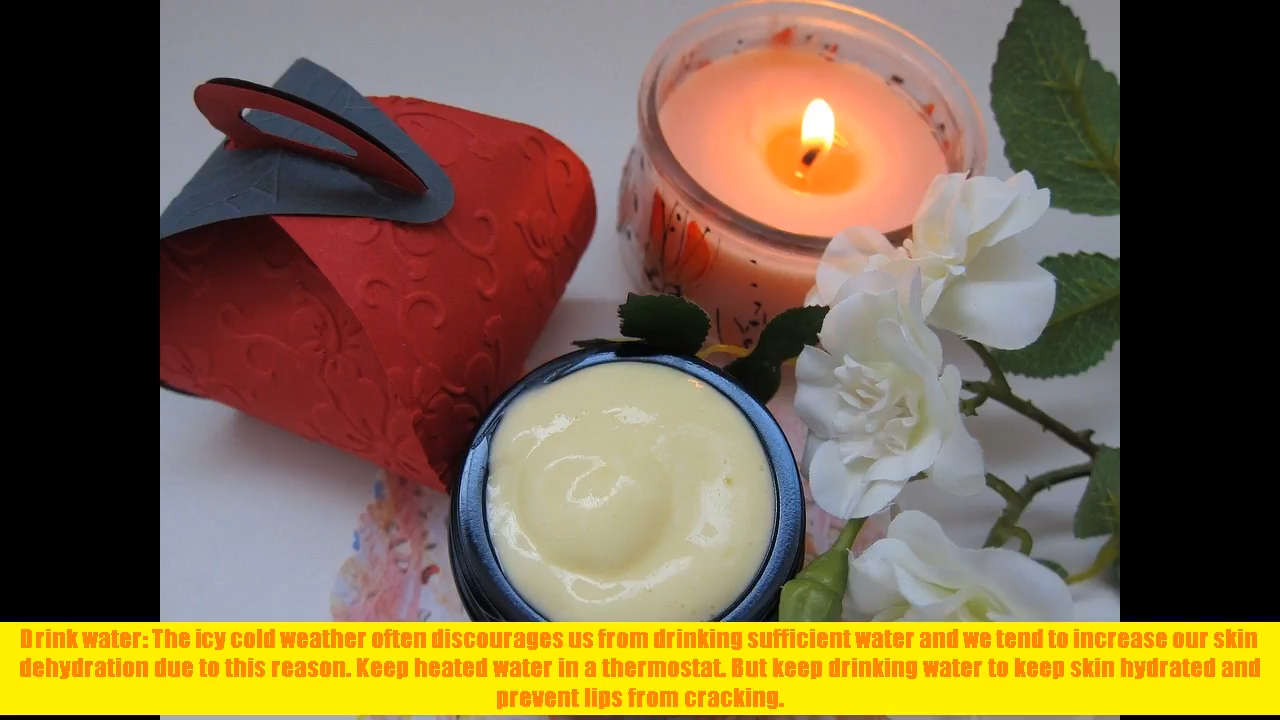 Drink water: The icy cold weather often discourages us from drinking sufficient water and we tend to increase our skin
dehydration due to this reason. Keep heated water in a thermostat. But keep drinking water to keep skin hydrated and
prevent lips from cracking.